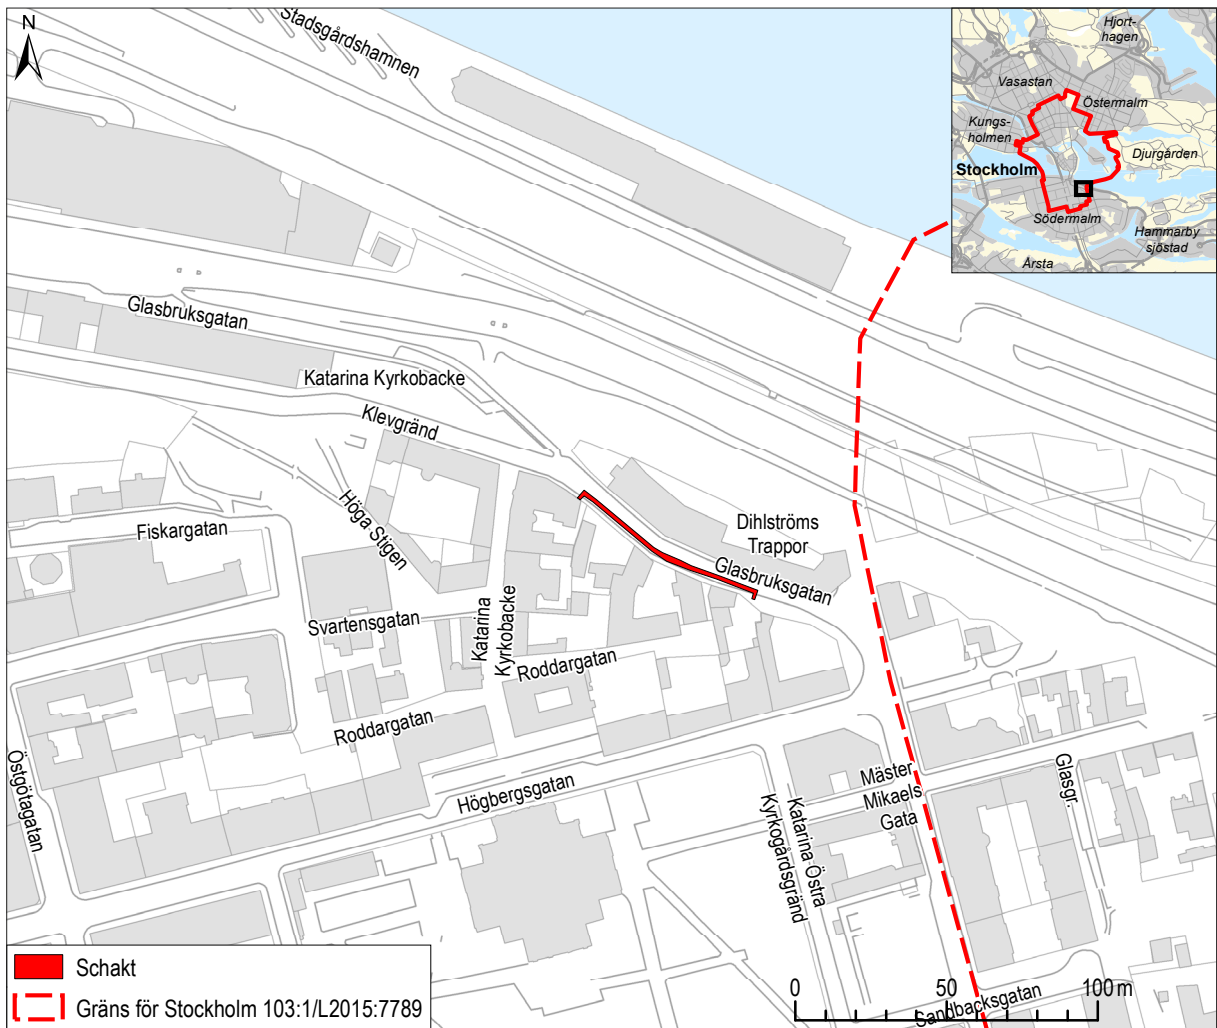 N
Stadsgårdshamnen
Hjort-
hagen
Vasastan
Östermalm
Kungs-
holmen
Djurgården
Stockholm
Södermalm
Hammarby
sjöstad
Årsta
Glasbruksgatan
Katarina Kyrkobacke
Klevgränd
Höga Stigen
Fiskargatan
Dihlströms
Trappor
Glasbruksgatan
Svartensgatan
Katarina
Kyrkobacke
Roddargatan
Roddargatan
Östgötagatan
Högbergsgatan
Mäster
Mikaels
Gata
Glasgr.
Katarina Östra
Kyrkogårdsgränd
Sandbacksgatan
Schakt
Gräns för Stockholm 103:1/L2015:7789
0 50 100 m